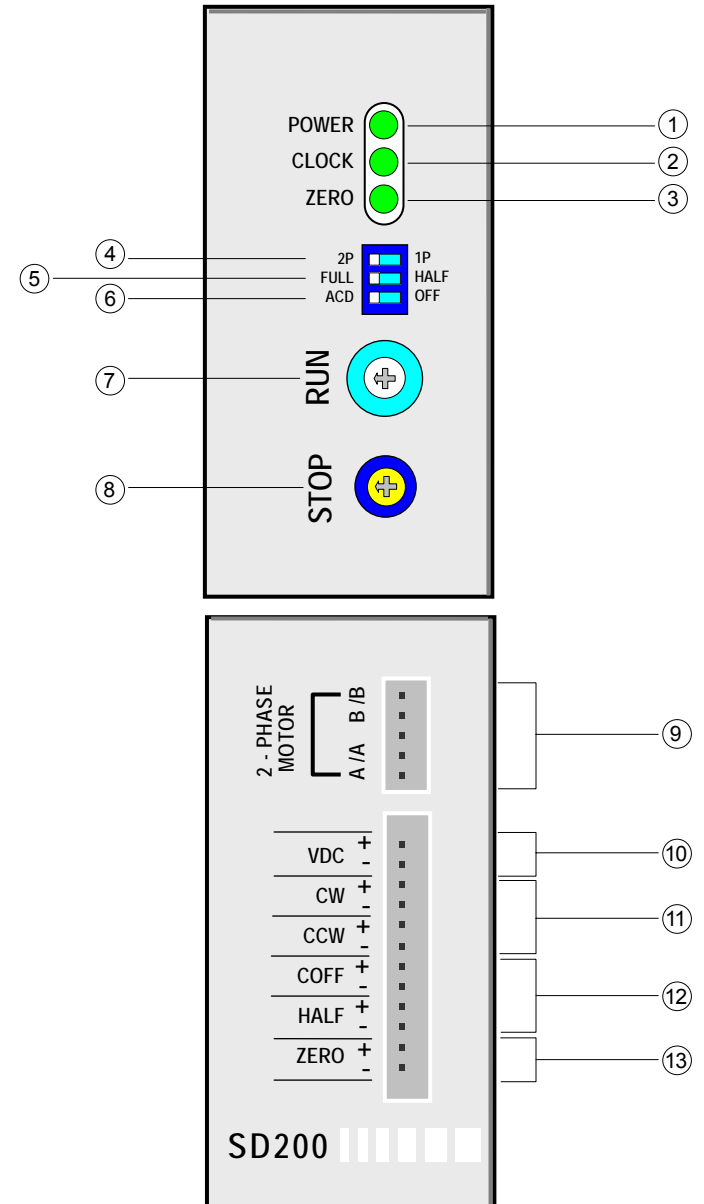 POWER ①
CLOCK ②
ZERO ③
④ 2P 1P
⑤ FULL HALF
⑥ ACD OFF
⑦ RUN
⑧ STOP
2 - PHASE
MOTOR
A /A B /B
⑨
VDC + - ⑩
CW + -
⑪
CCW + -
COFF + -
⑫
HALF + -
ZERO + - ⑬
SD200